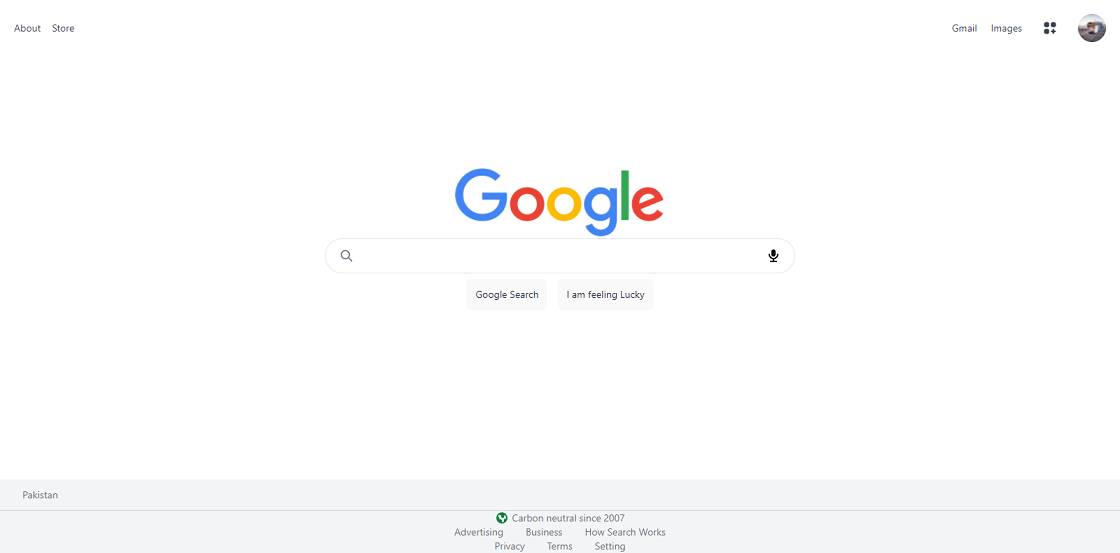 About Store Gmail Images
Google
Google Search I am feeling Lucky
Pakistan
Carbon neutral since 2007
Advertising Business How Search Works
Privacy Terms Setting